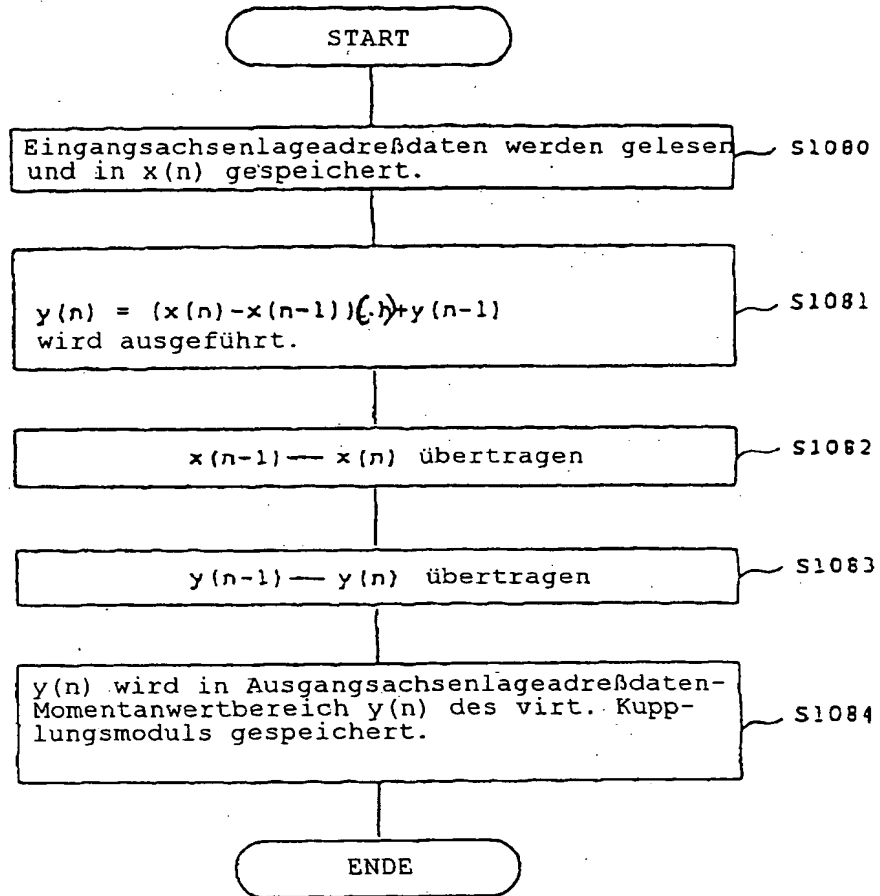 START
Eingangsachsenlageadreßdaten werden gelesen
und in x(n) gespeichert.
S1080
y(n) = (x(n)-x(n-1))(.h)+y(n-1)
wird ausgeführt.
S1081
x(n-1) — x(n) übertragen
S1082
y(n-1) — y(n) übertragen
S1083
y(n) wird in Ausgangsachsenlageadreßdaten-
Momentanwertbereich y(n) des virt. Kupp-
lungsmoduls gespeichert.
S1084
ENDE